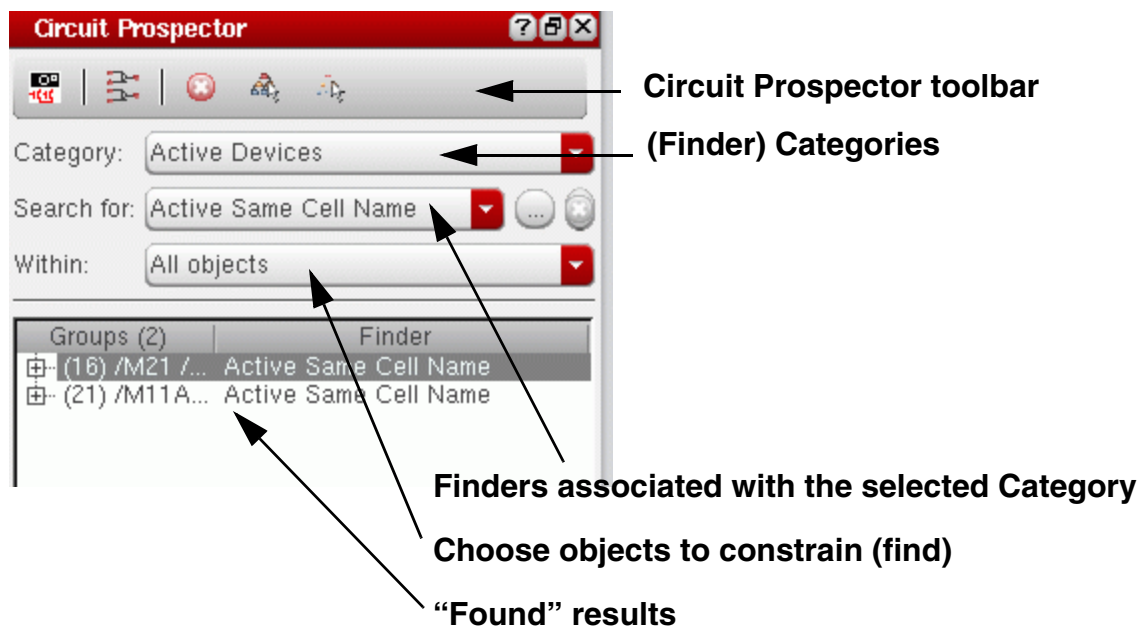 Circuit Prospector
Circuit Prospector toolbar
Category: Active Devices
(Finder) Categories
Search for: Active Same Cell Name ...
Within: All objects
Groups (2) Finder
(16) /M21 /... Active Same Cell Name
(21) /M11A... Active Same Cell Name
Finders associated with the selected Category
Choose objects to constrain (find)
“Found” results